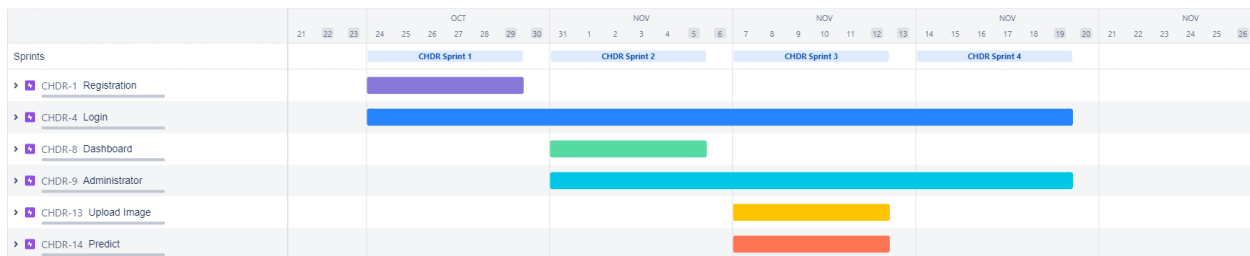 OCT NOV NOV NOV NOV
21 22 23 24 25 26 27 28 29 30 31 1 2 3 4 5 6 7 8 9 10 11 12 13 14 15 16 17 18 19 20 21 22 23 24 25 26
Sprints CHDR Sprint 1 CHDR Sprint 2 CHDR Sprint 3 CHDR Sprint 4
CHDR-1 Registration
CHDR-4 Login
CHDR-8 Dashboard
CHDR-9 Administrator
CHDR-13 Upload Image
CHDR-14 Predict